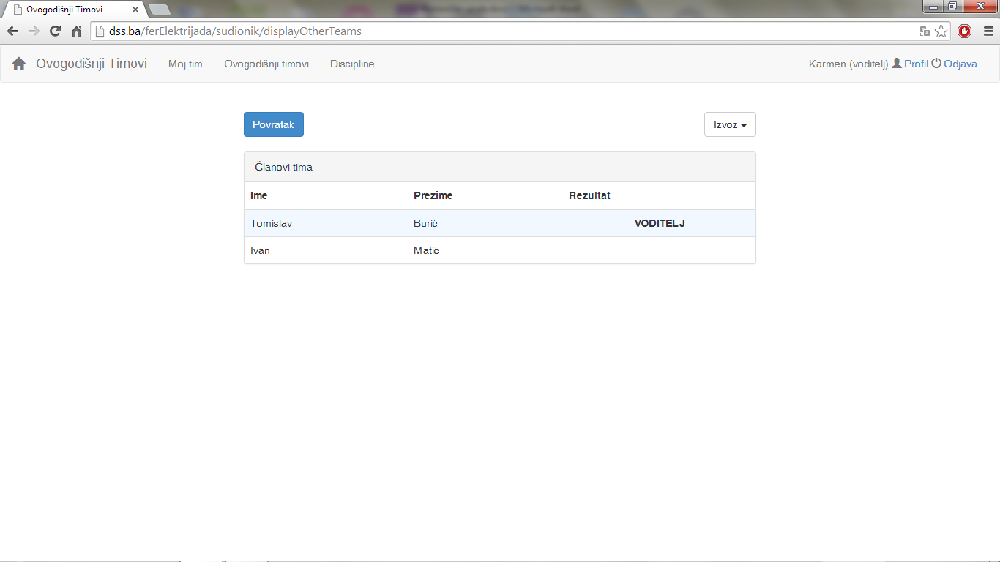 Ovogodišnji Timovi
dss.ba/ferElektrijada/sudionik/displayOtherTeams
Ovogodišnji Timovi Moj tim Ovogodišnji timovi Discipline Karmen (voditelj) Profil Odjava
Povratak Izvoz
Članovi tima
Ime Prezime Rezultat
Tomislav Burić VODITELJ
Ivan Matić